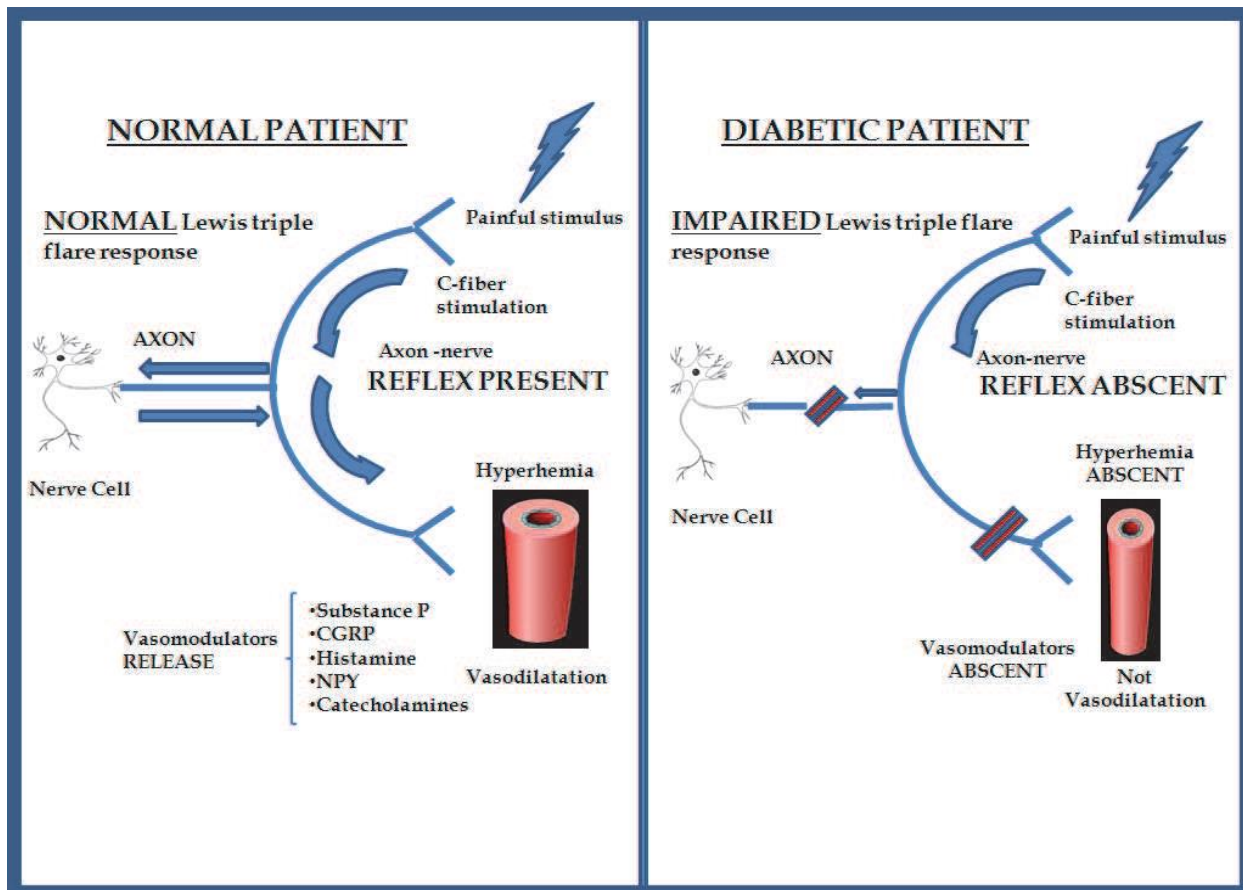 NORMAL PATIENT
NORMAL Lewis triple
flare response
Painful stimulus
C-fiber
stimulation
AXON
Axon -nerve
REFLEX PRESENT
Nerve Cell
Hyperhemia
Vasomodulators
RELEASE
•Substance P
•CGRP
•Histamine
•NPY
•Catecholamines
Vasodilatation
DIABETIC PATIENT
IMPAIRED Lewis triple flare
response
Painful stimulus
C-fiber
stimulation
AXON
Axon-nerve
REFLEX ABSCENT
Nerve Cell
Hyperhemia
ABSCENT
Vasomodulators
ABSCENT
Not
Vasodilatation